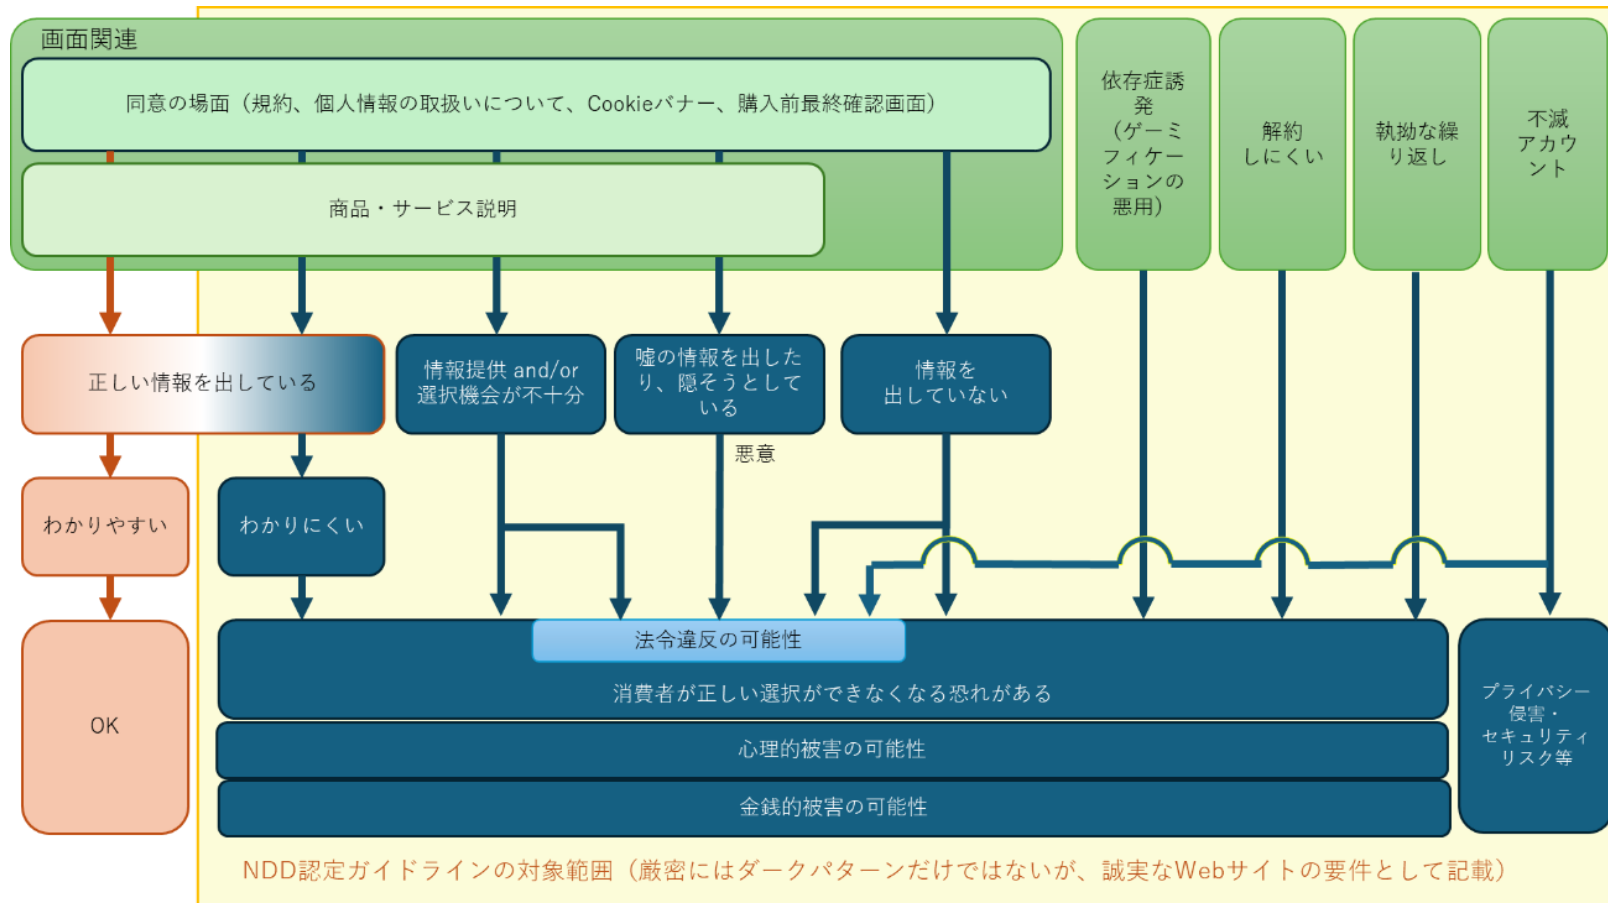 画面関連
同意の場面（規約、個人情報の取扱いについて、Cookieバナー、購入前最終確認画面）
商品・サービス説明
依存症誘
発
（ゲーミ
フィケー
ションの
悪用）
解約
しにくい
執拗な繰
り返し
不滅
アカウ
ント
正しい情報を出している
情報提供 and/or
選択機会が不十分
嘘の情報を出した
り、隠そうとして
いる
情報を
出していない
悪意
わかりやすい
わかりにくい
OK
法令違反の可能性
消費者が正しい選択ができなくなる恐れがある
心理的被害の可能性
金銭的被害の可能性
プライバシー
侵害・
セキュリティ
リスク等
NDD認定ガイドラインの対象範囲（厳密にはダークパターンだけではないが、誠実なWebサイトの要件として記載）